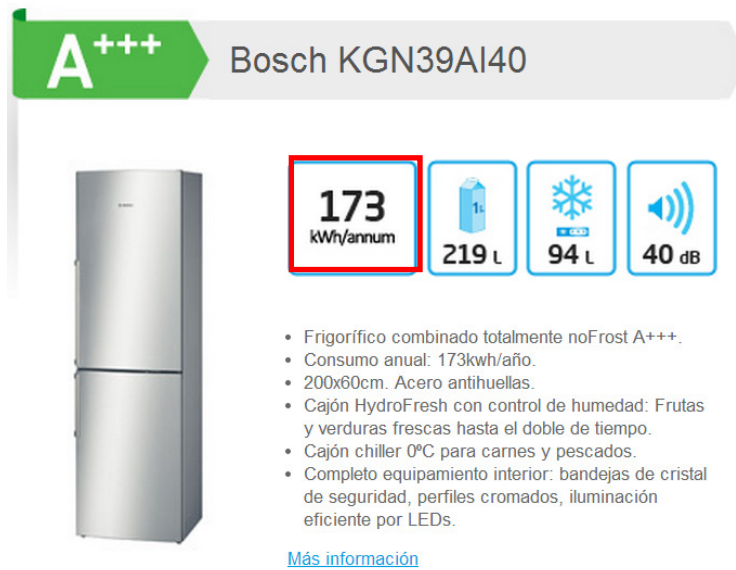 A+++
Bosch KGN39AI40
173
kWh/annum
1L
219 L
94 L
40 dB
• Frigorífico combinado totalmente noFrost A+++.
• Consumo anual: 173kwh/año.
• 200x60cm. Acero antihuellas.
• Cajón HydroFresh con control de humedad: Frutas
y verduras frescas hasta el doble de tiempo.
• Cajón chiller 0ºC para carnes y pescados.
• Completo equipamiento interior: bandejas de cristal
de seguridad, perfiles cromados, iluminación
eficiente por LEDs.
Más información